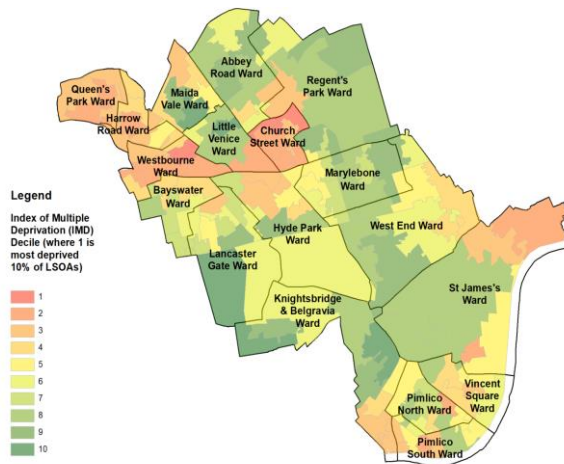 Abbey
Road Ward
Regent's
Park Ward
Queen's
Park Ward
Maida
Vale Ward
Harrow
Road Ward
Little
Venice
Ward
Church
Street Ward
Westbourne
Ward
Marylebone
Ward
Bayswater
Ward
Hyde Park
Ward
West End Ward
Lancaster
Gate Ward
St James's
Ward
Knightsbridge
& Belgravia
Ward
Pimlico
North Ward
Vincent
Square
Ward
Pimlico
South Ward
Legend
Index of Multiple
Deprivation (IMD)
Decile (where 1 is
most deprived
10% of LSOAs)
1
2
3
4
5
6
7
8
9
10